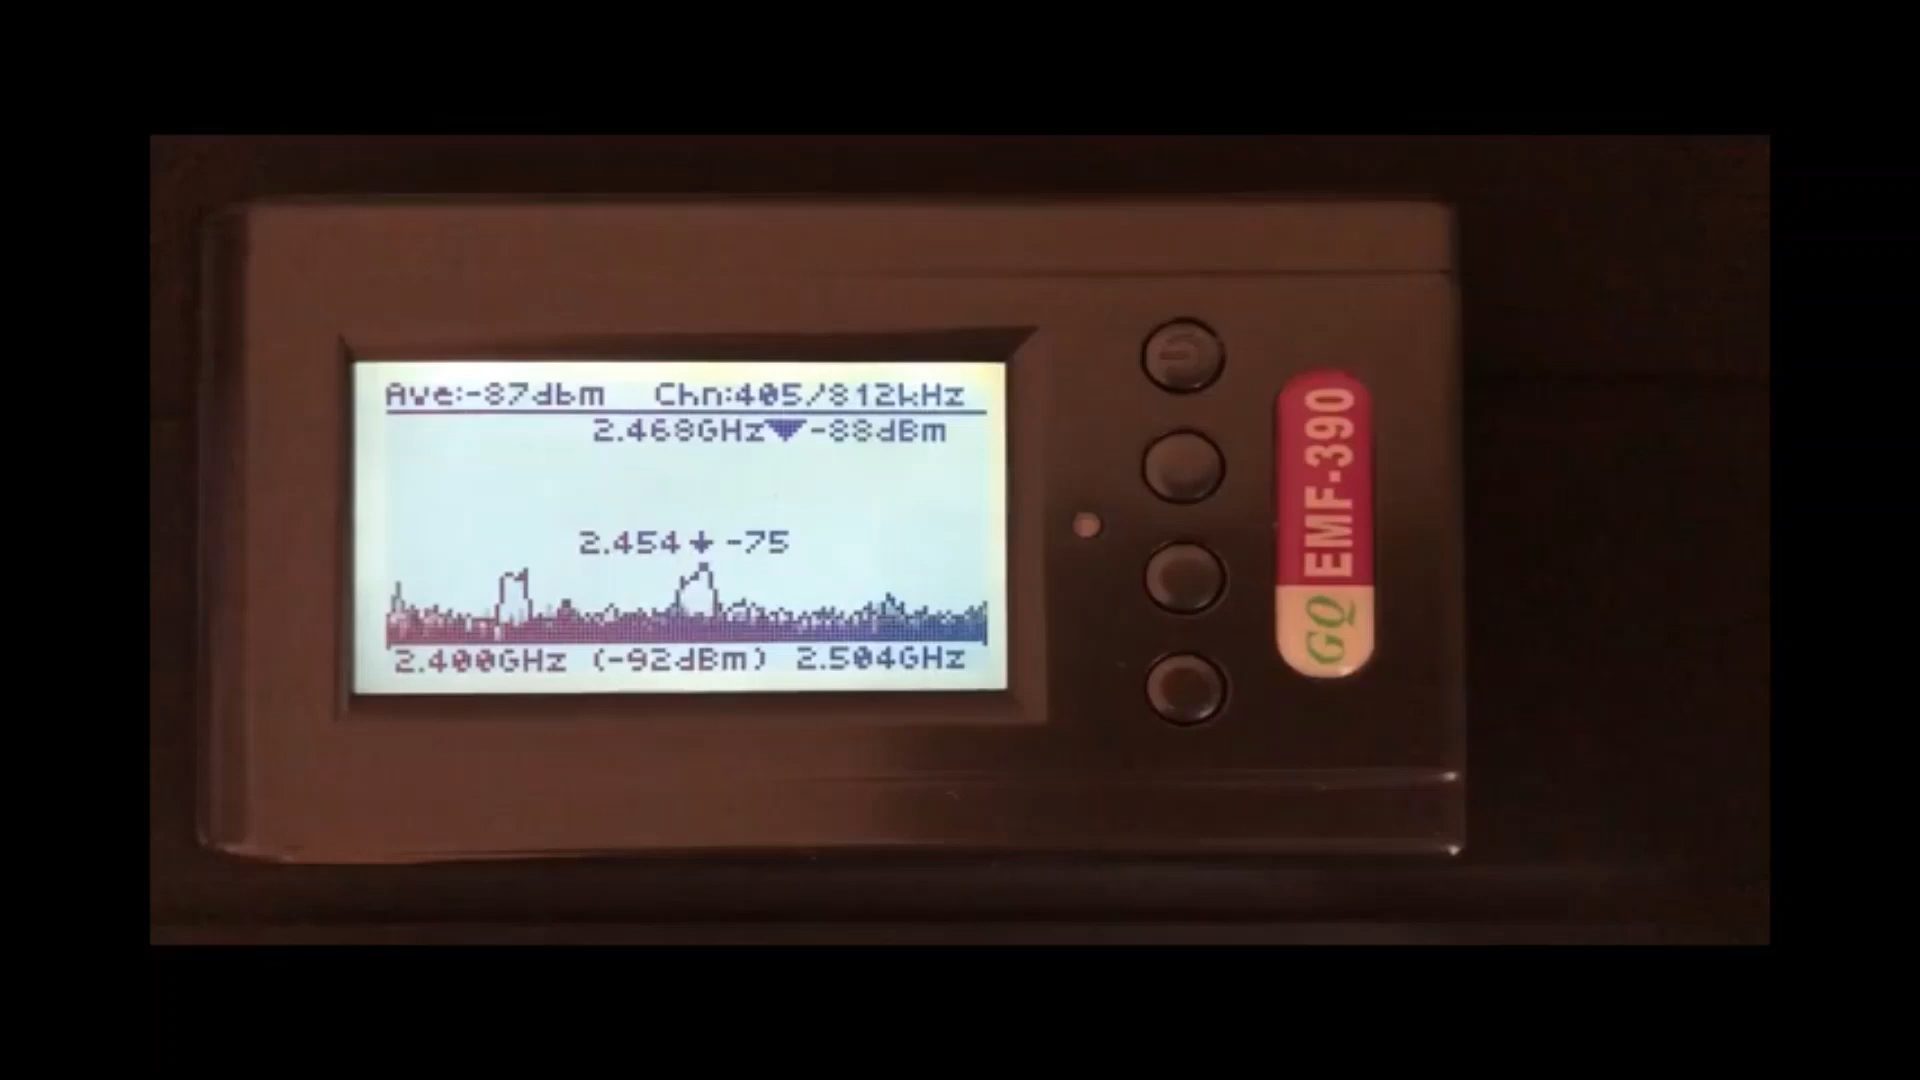 Ave:-87dbm Chn:405/812kHz
2.468GHz -88dBm
2.454 -75
2.400GHz (-92dBm) 2.504GHz
GQ EMF-390